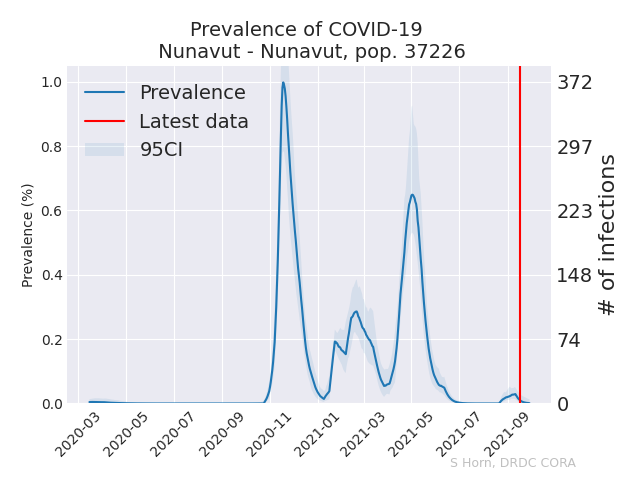 Prevalence of COVID-19
Nunavut - Nunavut, pop. 37226
Prevalence
Latest data
95CI
Prevalence (%)
1.0
0.8
0.6
0.4
0.2
0.0
372
297
223
148
74
0
# of infections
2020-03
2020-05
2020-07
2020-09
2020-11
2021-01
2021-03
2021-05
2021-07
2021-09
S Horn, DRDC CORA